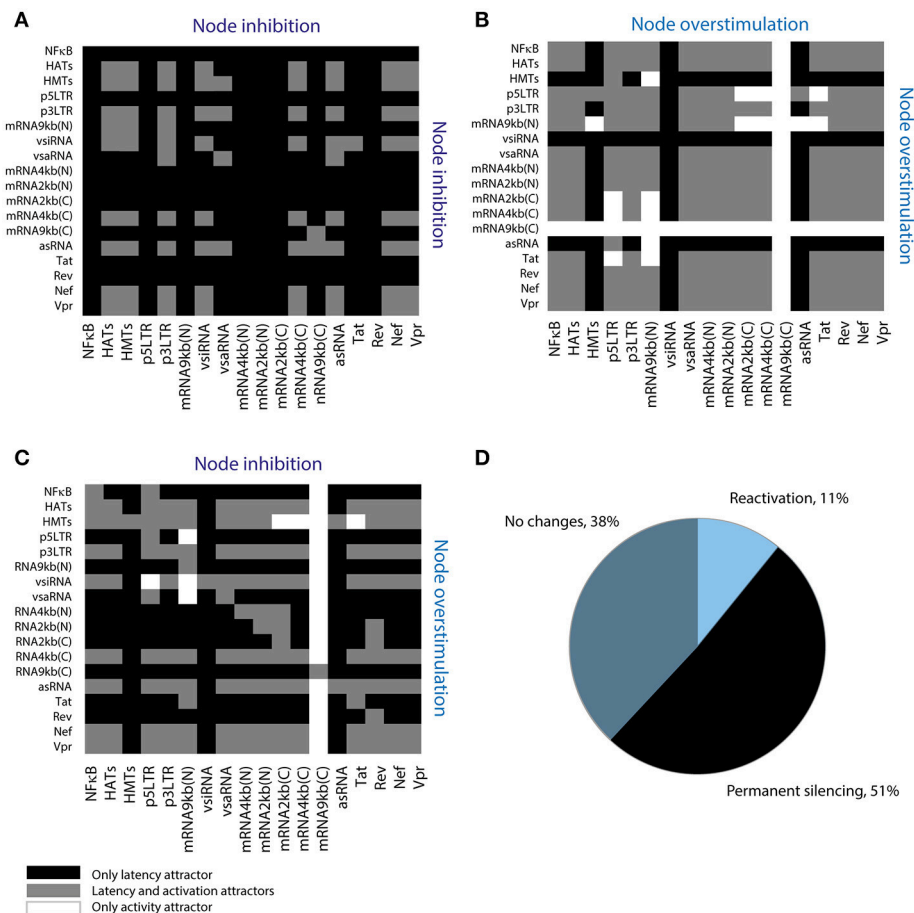 A
Node inhibition
NFκB
HATs
HMTs
p5LTR
p3LTR
mRNA9kb(N)
vsiRNA
vsaRNA
mRNA4kb(N)
mRNA2kb(N)
mRNA2kb(C)
mRNA4kb(C)
mRNA9kb(C)
asRNA
Tat
Rev
Nef
Vpr
Node inhibition
NFκB
HATs
HMTs
p5LTR
p3LTR
mRNA9kb(N)
vsiRNA
vsaRNA
mRNA4kb(N)
mRNA2kb(N)
mRNA2kb(C)
mRNA4kb(C)
nRNA9kb(C)
asRNA
Tat
Rev
Nef
Vpr
B
Node overstimulation
NFκB
HATs
HMTs
p5LTR
p3LTR
mRNA9kb(N)
vsiRNA
vsaRNA
mRNA4kb(N)
mRNA2kb(N)
mRNA2kb(C)
mRNA4kb(C)
mRNA9kb(C)
asRNA
Tat
Rev
Nef
Vpr
Node overstimulation
NFκB
HATs
HMTs
p5LTR
p3LTR
mRNA9kb(N)
vsiRNA
vsaRNA
mRNA4kb(N)
mRNA2kb(N)
mRNA2kb(C)
mRNA4kb(C)
mRNA9kb(C)
asRNA
Tat
Rev
Nef
Vpr
C
Node inhibition
NFκB
HATs
HMTs
p5LTR
p3LTR
RNA9kb(N)
vsiRNA
vsaRNA
RNA4kb(N)
RNA2kb(N)
RNA2kb(C)
RNA4kb(C)
RNA9kb(C)
asRNA
Tat
Rev
Nef
Vpr
Node overstimulation
NFκB
HATs
HMTs
p5LTR
p3LTR
mRNA9kb(N)
vsiRNA
vsaRNA
mRNA4kb(N)
mRNA2kb(N)
mRNA2kb(C)
mRNA4kb(C)
mRNA9kb(C)
asRNA
Tat
Rev
Nef
Vpr
D
Reactivation, 11%
No changes, 38%
Permanent silencing, 51%
Only latency attractor
Latency and activation attractors
Only activity attractor